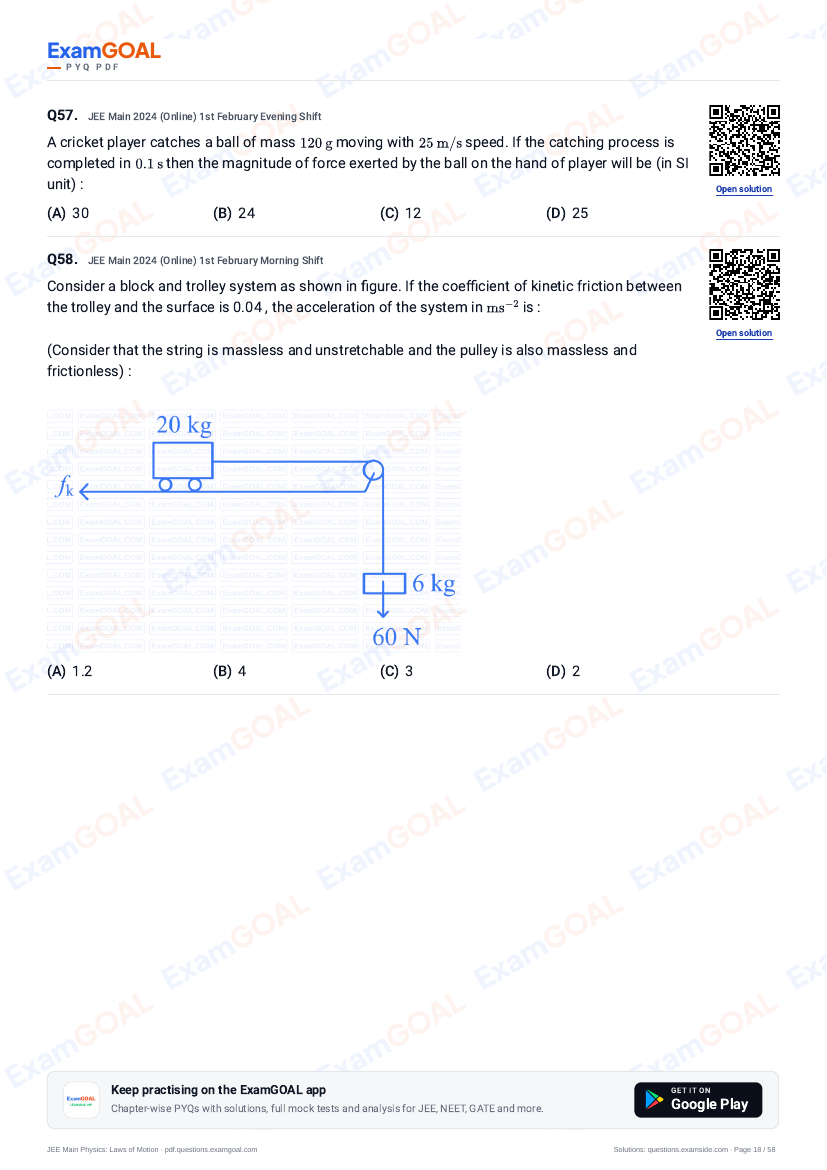 ExamGOAL
PYQ PDF
Q57. JEE Main 2024 (Online) 1st February Evening Shift
A cricket player catches a ball of mass 120 g moving with 25 m/s speed. If the catching process is
completed in 0.1 s then the magnitude of force exerted by the ball on the hand of player will be (in SI
unit) :
Open solution
(A) 30 (B) 24 (C) 12 (D) 25
Q58. JEE Main 2024 (Online) 1st February Morning Shift
Consider a block and trolley system as shown in figure. If the coefficient of kinetic friction between
the trolley and the surface is 0.04 , the acceleration of the system in ms⁻² is :
Open solution
(Consider that the string is massless and unstretchable and the pulley is also massless and
frictionless) :
20 kg
fk
6 kg
60 N
(A) 1.2 (B) 4 (C) 3 (D) 2
Keep practising on the ExamGOAL app
Chapter-wise PYQs with solutions, full mock tests and analysis for JEE, NEET, GATE and more.
GET IT ON
Google Play
JEE Main Physics: Laws of Motion · pdf.questions.examgoal.com Solutions: questions.examside.com · Page 18 / 58